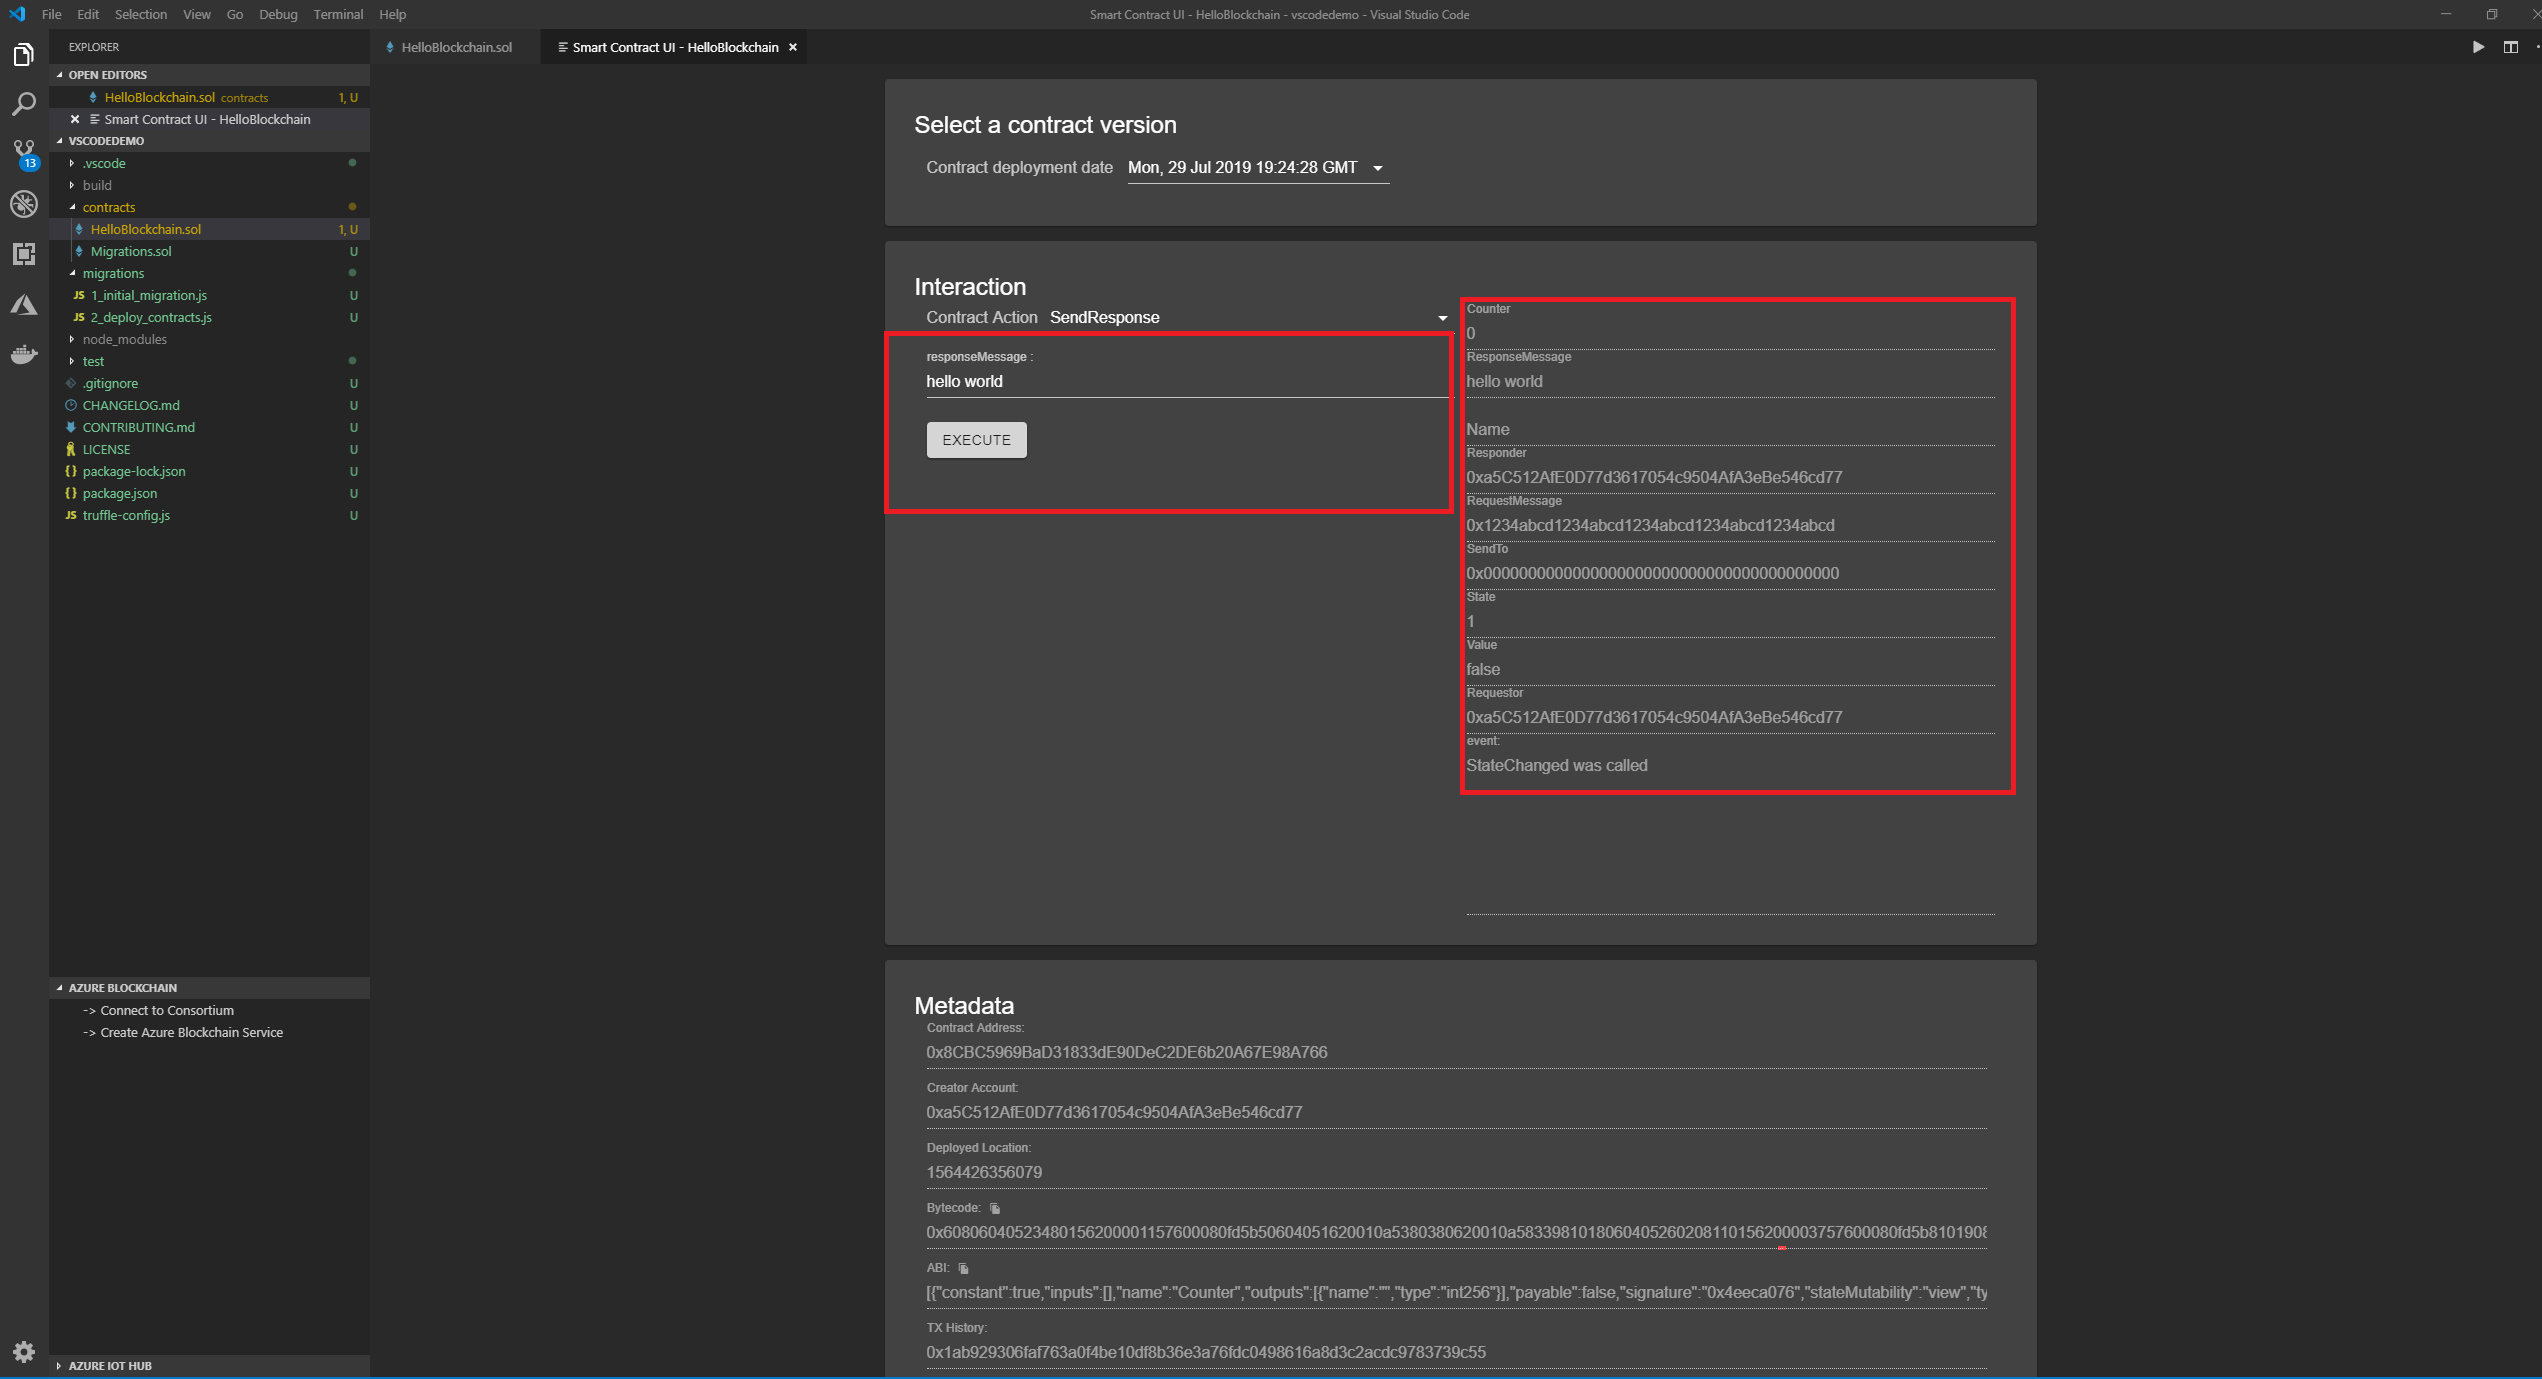 File Edit Selection View Go Debug Terminal Help
Smart Contract UI - HelloBlockchain - vscodedemo - Visual Studio Code
EXPLORER
OPEN EDITORS
HelloBlockchain.sol contracts 1, U
Smart Contract UI - HelloBlockchain
VSCODEDEMO
.vscode
build
contracts
HelloBlockchain.sol 1, U
Migrations.sol U
migrations
JS 1_initial_migration.js U
JS 2_deploy_contracts.js U
node_modules
test
.gitignore U
CHANGELOG.md U
CONTRIBUTING.md U
LICENSE U
{} package-lock.json U
{} package.json U
JS truffle-config.js U
13
AZURE BLOCKCHAIN
-> Connect to Consortium
-> Create Azure Blockchain Service
AZURE IOT HUB
HelloBlockchain.sol
Smart Contract UI - HelloBlockchain
Select a contract version
Contract deployment date Mon, 29 Jul 2019 19:24:28 GMT
Interaction
Contract Action SendResponse
responseMessage :
hello world
EXECUTE
Counter
0
ResponseMessage
hello world
Name
Responder
0xa5C512AfE0D77d3617054c9504AfA3eBe546cd77
RequestMessage
0x1234abcd1234abcd1234abcd1234abcd1234abcd
SendTo
0x0000000000000000000000000000000000000000
State
1
Value
false
Requestor
0xa5C512AfE0D77d3617054c9504AfA3eBe546cd77
event:
StateChanged was called
Metadata
Contract Address:
0x8CBC5969BaD31833dE90DeC2DE6b20A67E98A766
Creator Account:
0xa5C512AfE0D77d3617054c9504AfA3eBe546cd77
Deployed Location:
1564426356079
Bytecode:
0x60806040523480156200001157600080fd5b50604051620010a5380380620010a5833981018060405260208110156200003757600080fd5b8101908
ABI:
[{"constant":true,"inputs":[],"name":"Counter","outputs":[{"name":"","type":"int256"}],"payable":false,"signature":"0x4eeca076","stateMutability":"view","ty
TX History:
0x1ab929306faf763a0f4be10df8b36e3a76fdc0498616a8d3c2acdc9783739c55